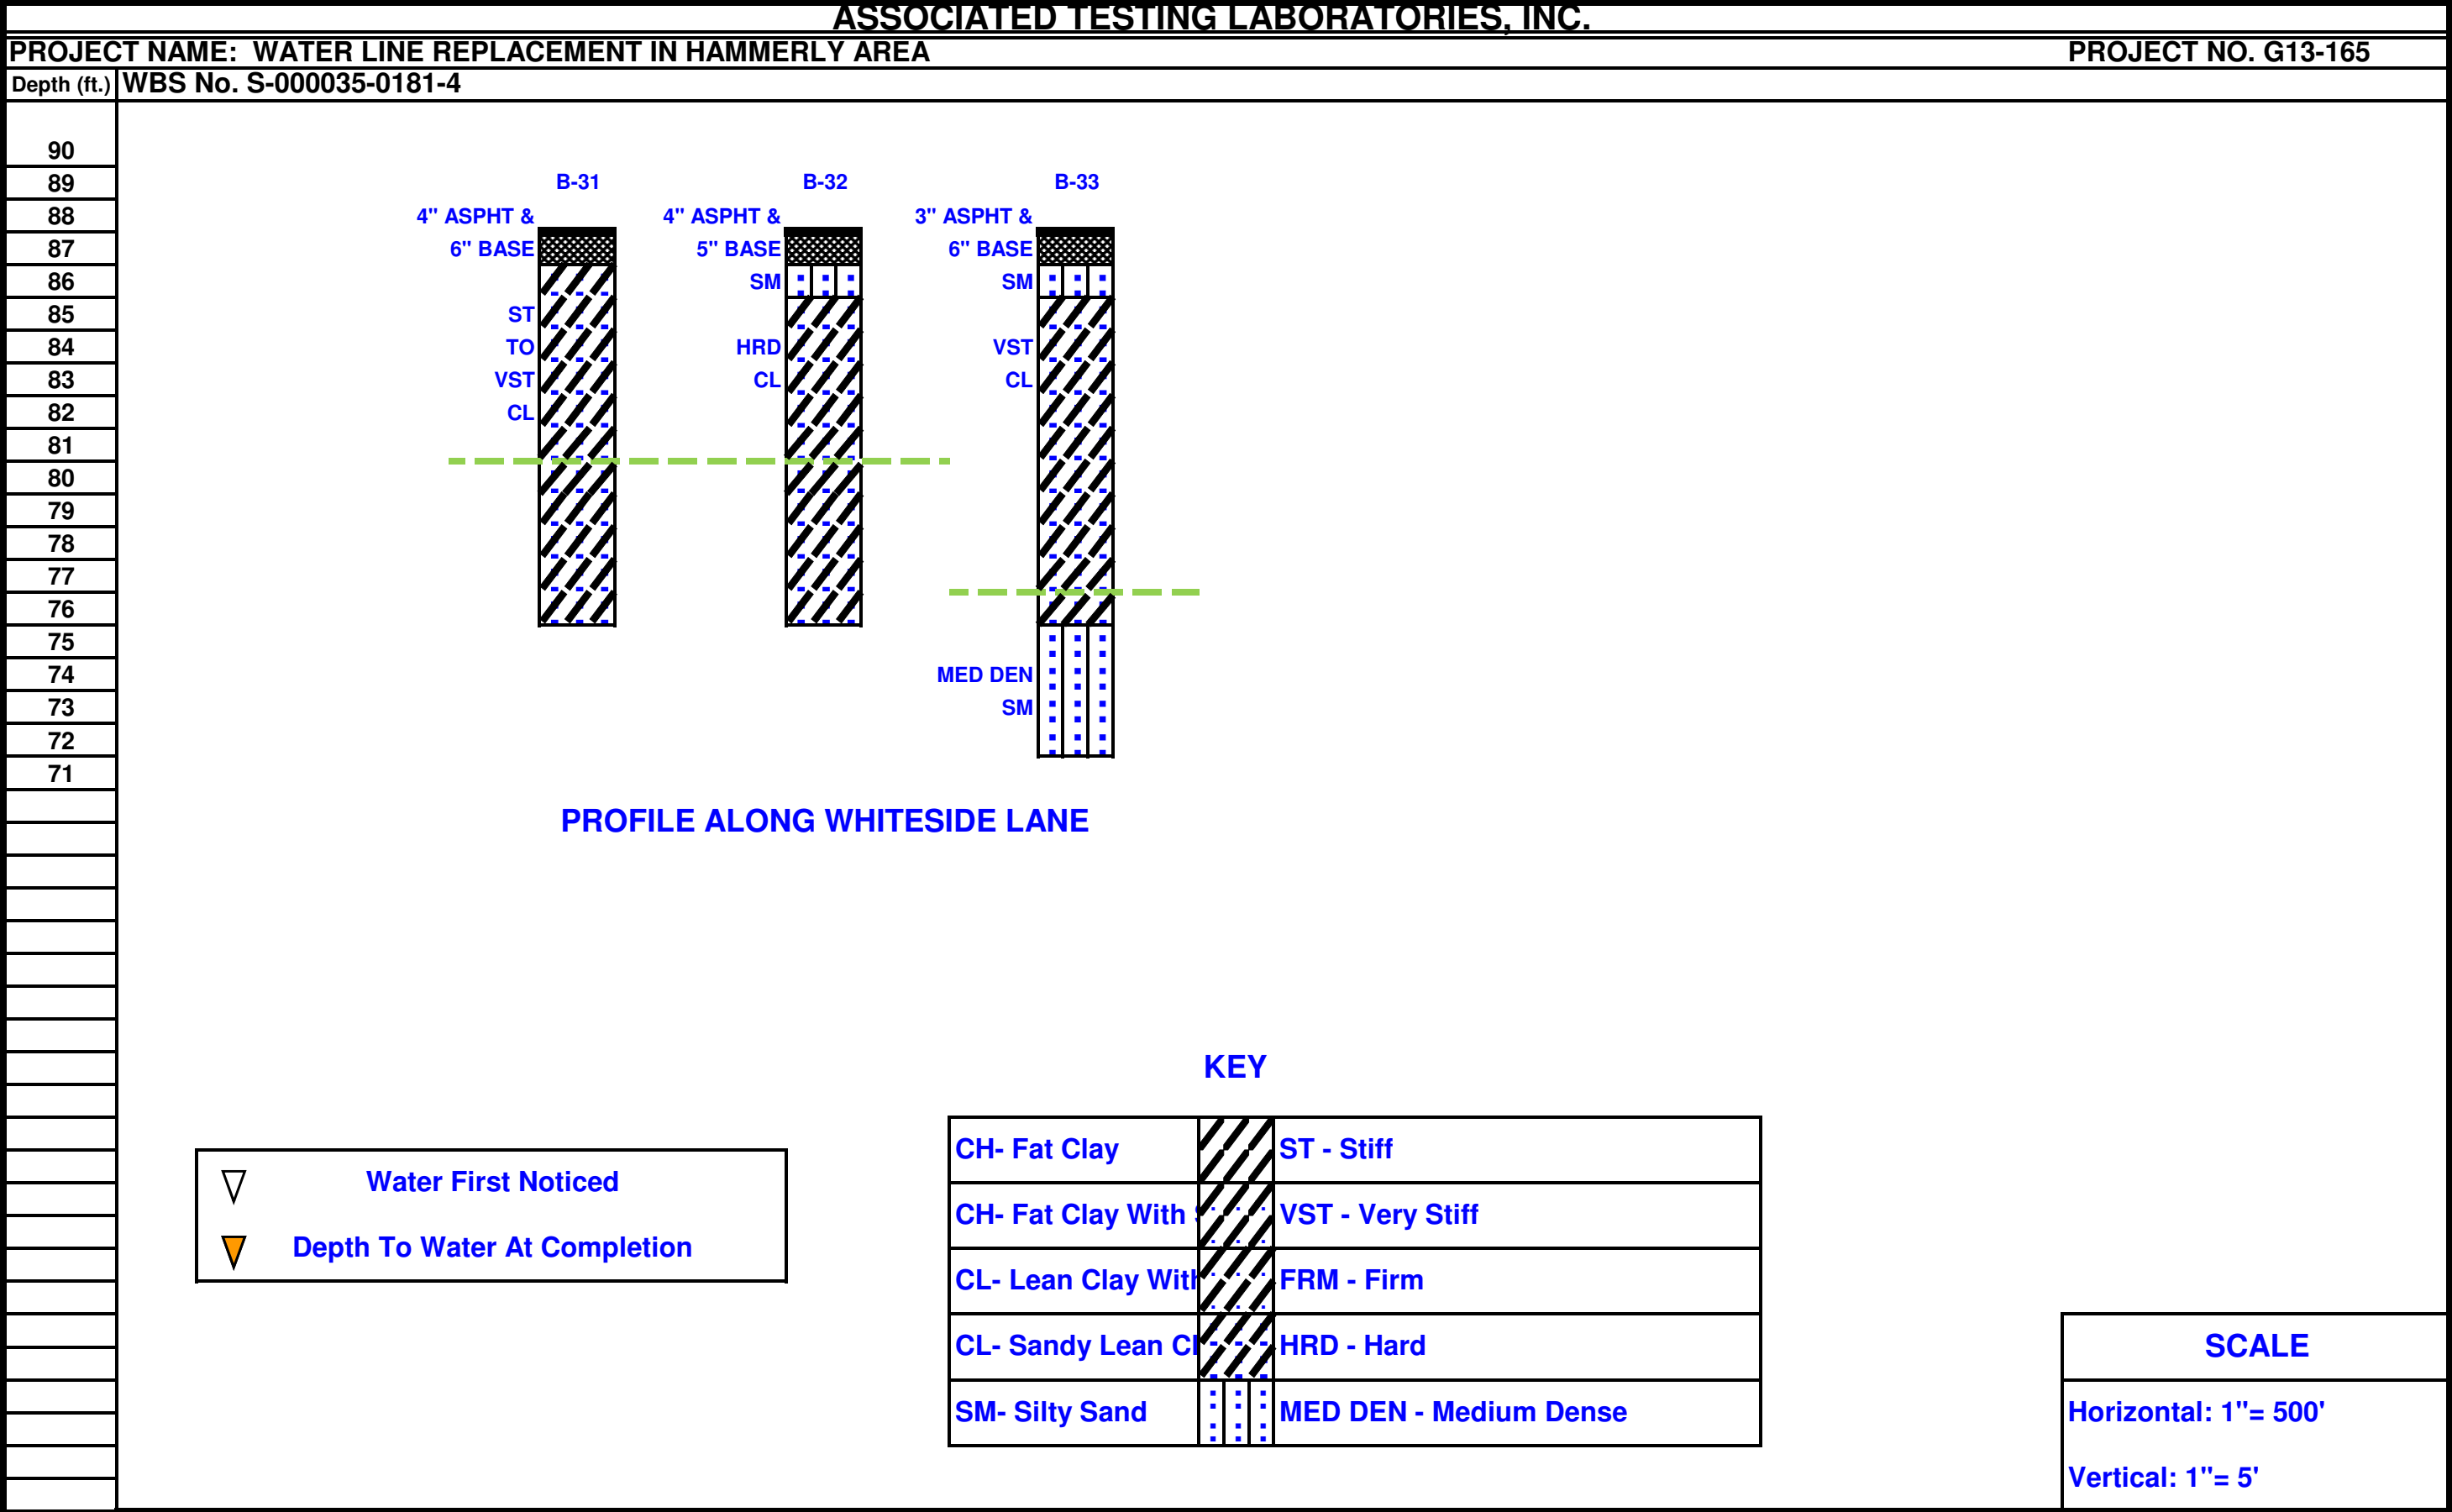 ASSOCIATED TESTING LABORATORIES, INC.
PROJECT NAME: WATER LINE REPLACEMENT IN HAMMERLY AREA
PROJECT NO. G13-165
Depth (ft.)
WBS No. S-000035-0181-4
90
89
88
87
86
85
84
83
82
81
80
79
78
77
76
75
74
73
72
71
B-31
4" ASPHT &
6" BASE
ST
TO
VST
CL
B-32
4" ASPHT &
5" BASE
SM
HRD
CL
B-33
3" ASPHT &
6" BASE
SM
VST
CL
MED DEN
SM
PROFILE ALONG WHITESIDE LANE
Water First Noticed
Depth To Water At Completion
KEY
CH- Fat Clay
ST - Stiff
CH- Fat Clay With
VST - Very Stiff
CL- Lean Clay With
FRM - Firm
CL- Sandy Lean Cl
HRD - Hard
SM- Silty Sand
MED DEN - Medium Dense
SCALE
Horizontal: 1"= 500'
Vertical: 1"= 5'